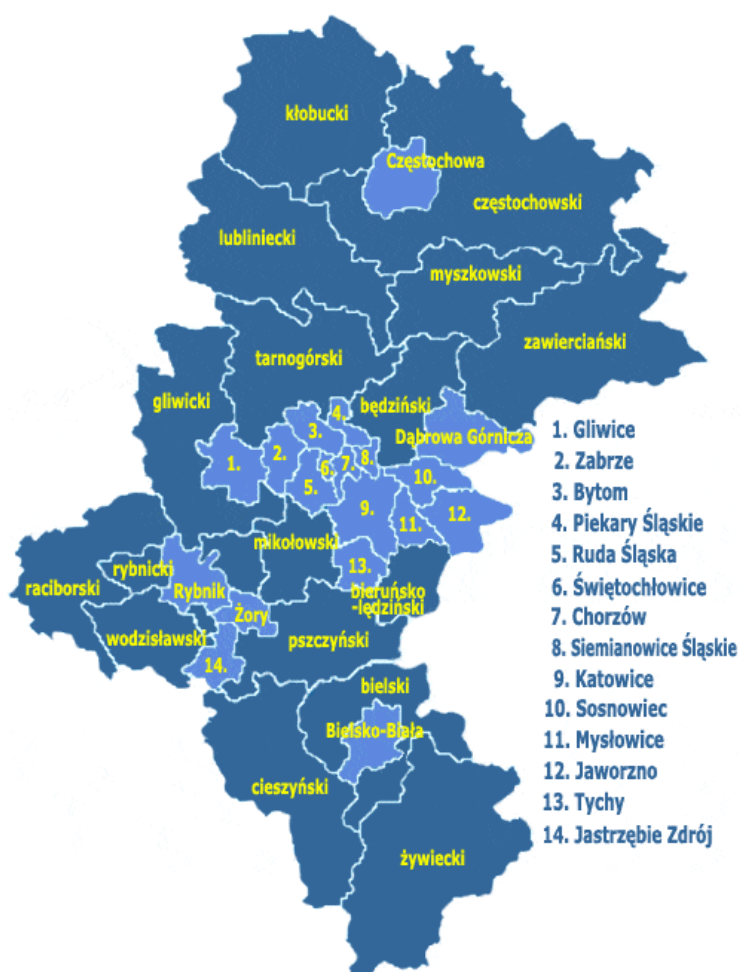 kłobucki
Częstochowa
częstochowski
lubliniecki
myszkowski
zawierciański
tarnogórski
gliwicki
będziński
4.
3.
Dąbrowa Górnicza
2.
1.
6.
7.
8.
5.
10.
9.
11.
12.
mikołowski
13.
rybnicki
raciborski
Rybnik
bieruńsko
-lędziński
Żory
wodzisławski
pszczyński
14.
bielski
Bielsko-Biała
cieszyński
żywiecki
1. Gliwice
2. Zabrze
3. Bytom
4. Piekary Śląskie
5. Ruda Śląska
6. Świętochłowice
7. Chorzów
8. Siemianowice Śląskie
9. Katowice
10. Sosnowiec
11. Mysłowice
12. Jaworzno
13. Tychy
14. Jastrzębie Zdrój